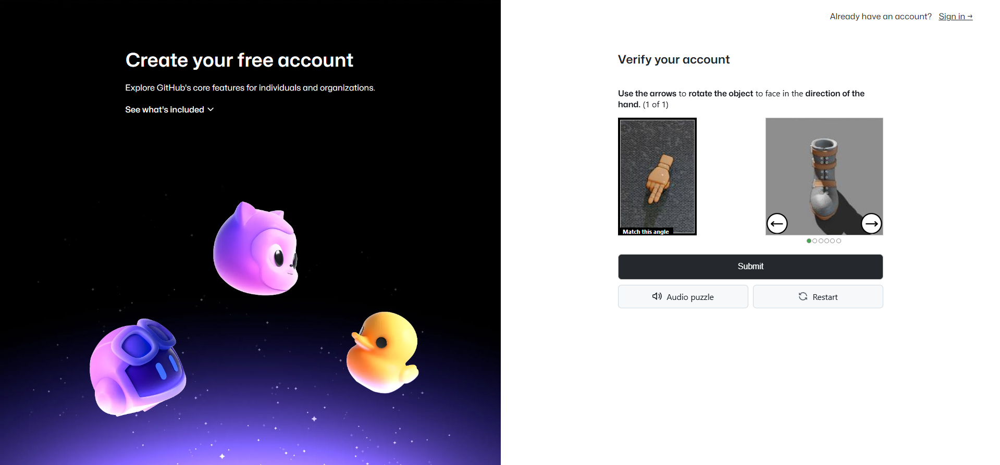 Already have an account? Sign in →
Create your free account
Explore GitHub's core features for individuals and organizations.
See what's included
Verify your account
Use the arrows to rotate the object to face in the direction of the
hand. (1 of 1)
Match this angle
Submit
Audio puzzle
Restart